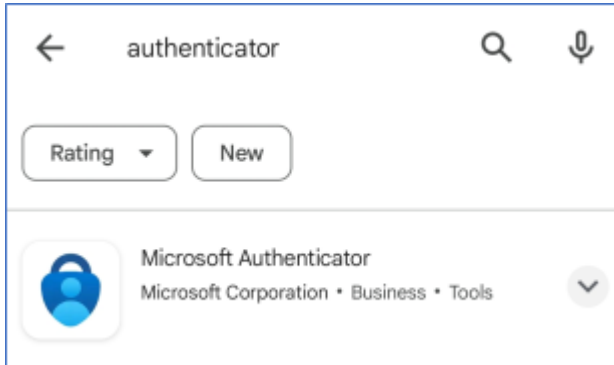 authenticator
Rating New
Microsoft Authenticator
Microsoft Corporation • Business • Tools